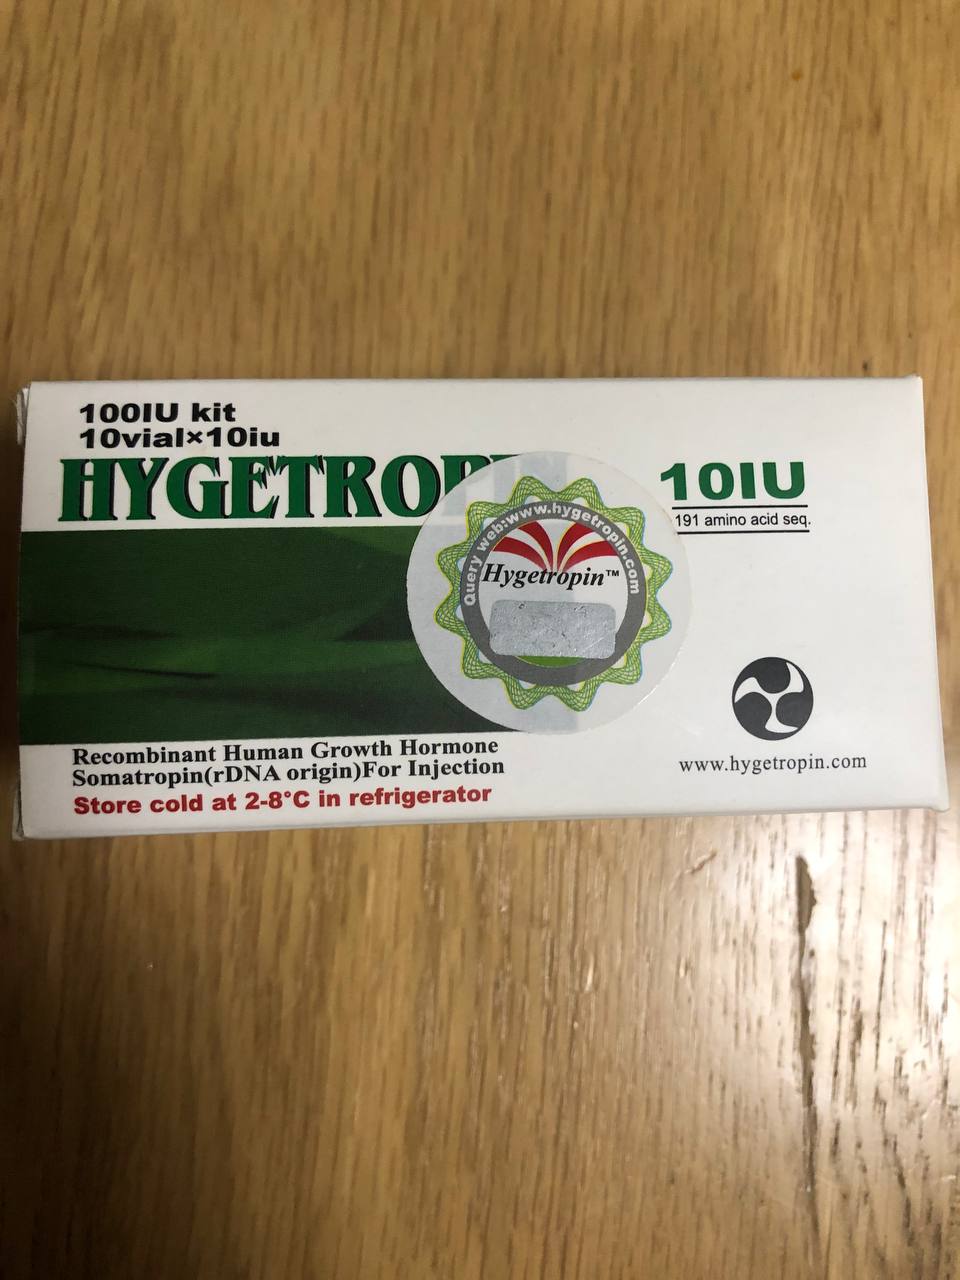 100IU kit
10vial×10iu
HYGETROPIN
10IU
191 amino acid seq.
Query web:www.hygetropin.com
Hygetropin™
Recombinant Human Growth Hormone
Somatropin(rDNA origin)For Injection
Store cold at 2-8°C in refrigerator
www.hygetropin.com